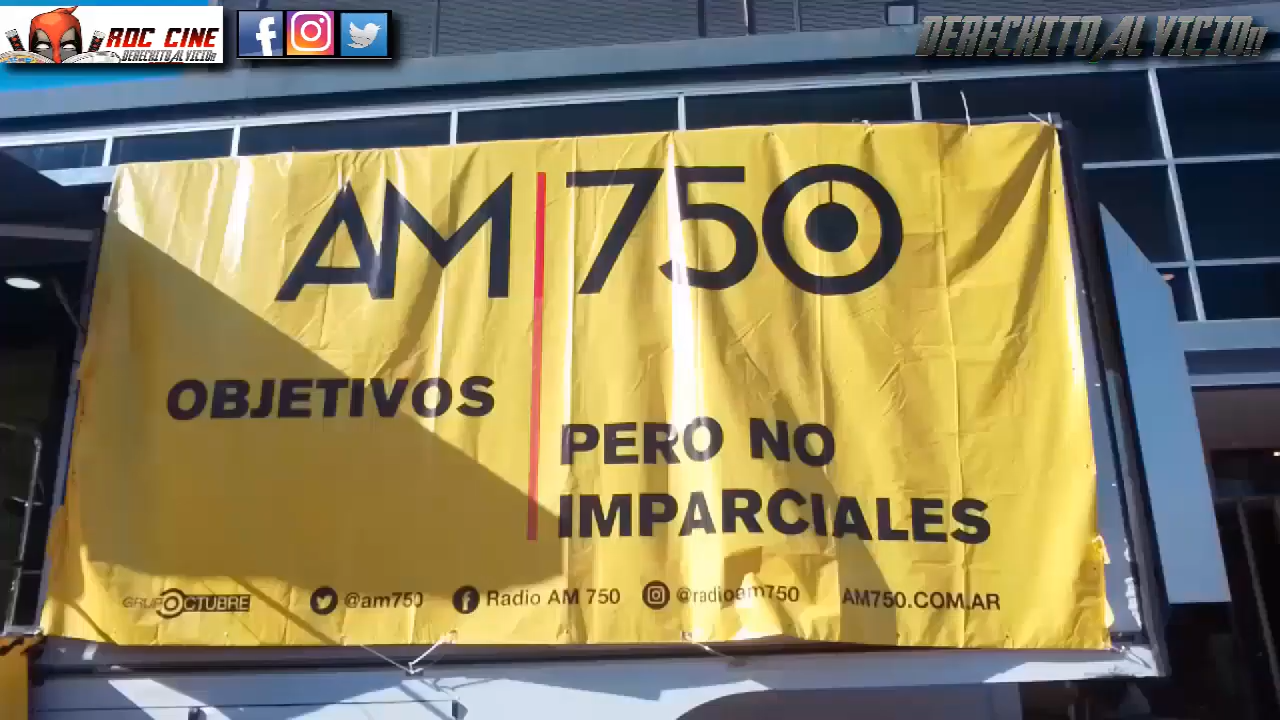 ROC CINE
DERECHITO AL VICIO!!
DERECHITO AL VICIO!!
AM 750
OBJETIVOS
PERO NO
IMPARCIALES
GRUPO OCTUBRE
@am750
Radio AM 750
@radioam750
AM750.COM.AR